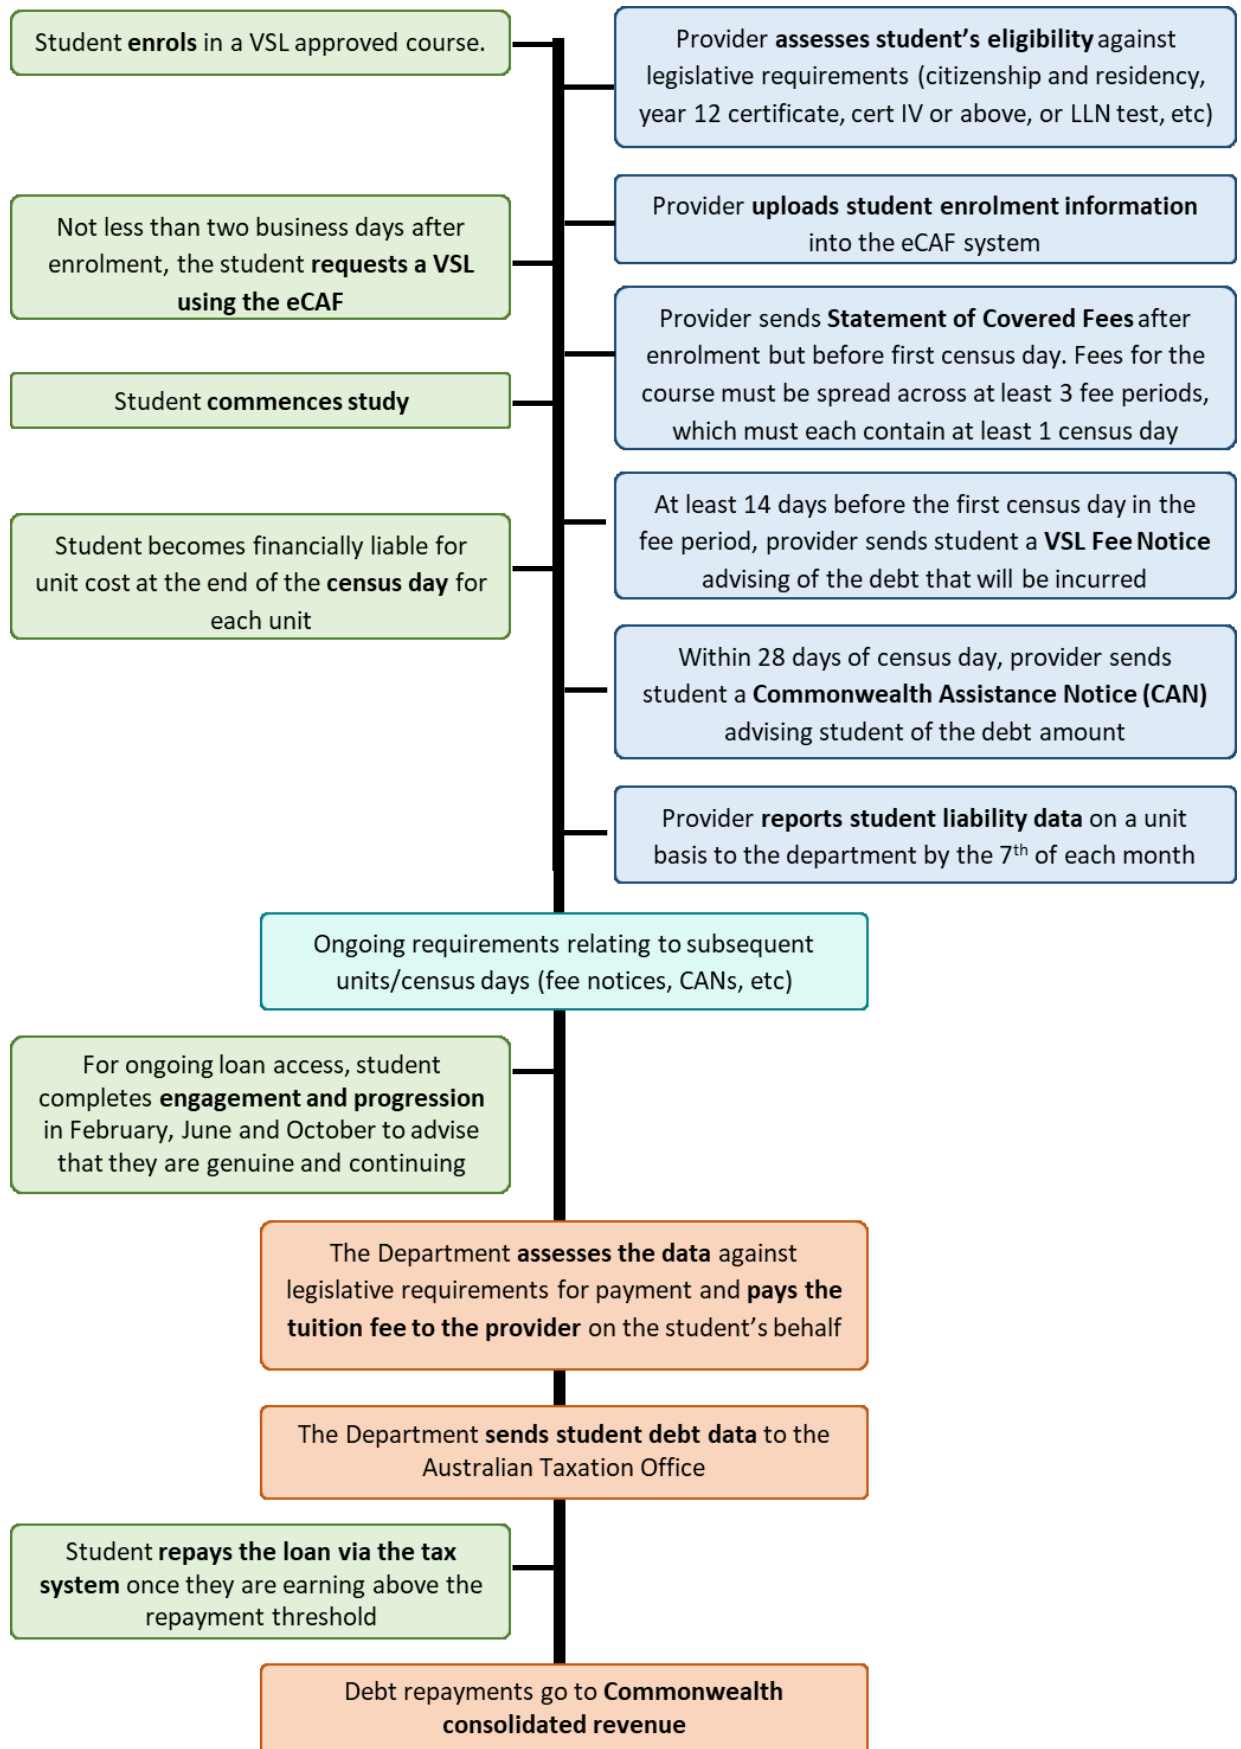 Student enrols in a VSL approved course.
Provider assesses student's eligibility against
legislative requirements (citizenship and residency,
year 12 certificate, cert IV or above, or LLN test, etc)
Provider uploads student enrolment information
into the eCAF system
Not less than two business days after
enrolment, the student requests a VSL
using the eCAF
Provider sends Statement of Covered Fees after
enrolment but before first census day. Fees for the
course must be spread across at least 3 fee periods,
which must each contain at least 1 census day
Student commences study
At least 14 days before the first census day in the
fee period, provider sends student a VSL Fee Notice
advising of the debt that will be incurred
Student becomes financially liable for
unit cost at the end of the census day for
each unit
Within 28 days of census day, provider sends
student a Commonwealth Assistance Notice (CAN)
advising student of the debt amount
Provider reports student liability data on a unit
basis to the department by the 7th of each month
Ongoing requirements relating to subsequent
units/census days (fee notices, CANs, etc)
For ongoing loan access, student
completes engagement and progression
in February, June and October to advise
that they are genuine and continuing
The Department assesses the data against
legislative requirements for payment and pays the
tuition fee to the provider on the student's behalf
The Department sends student debt data to the
Australian Taxation Office
Student repays the loan via the tax
system once they are earning above the
repayment threshold
Debt repayments go to Commonwealth
consolidated revenue